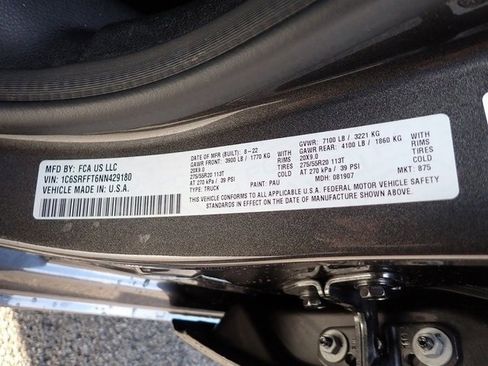 MFD BY: FCA US LLC
VIN: 1C6SRFFT6NN429180
VEHICLE MADE IN: U.S.A.
DATE OF MFR (BUILT): 8-22
GAWR FRONT: 3900 LB / 1770 KG WITH
20X9.0 RIMS
275/55R20 113T TIRES
AT 270 kPa / 39 PSI COLD
TYPE: TRUCK PAINT: PAU
GVWR: 7100 LB / 3221 KG
GAWR REAR: 4100 LB / 1860 KG WITH
20X9.0 RIMS
275/55R20 113T TIRES
AT 270 kPa / 39 PSI COLD
MDH: 081907 MKT: 875
THIS VEHICLE CONFORMS TO ALL APPLICABLE U.S.A. FEDERAL MOTOR VEHICLE
SAFETY STANDARDS IN EFFECT ON THE DATE OF MANUFACTURE SHOWN ABOVE.